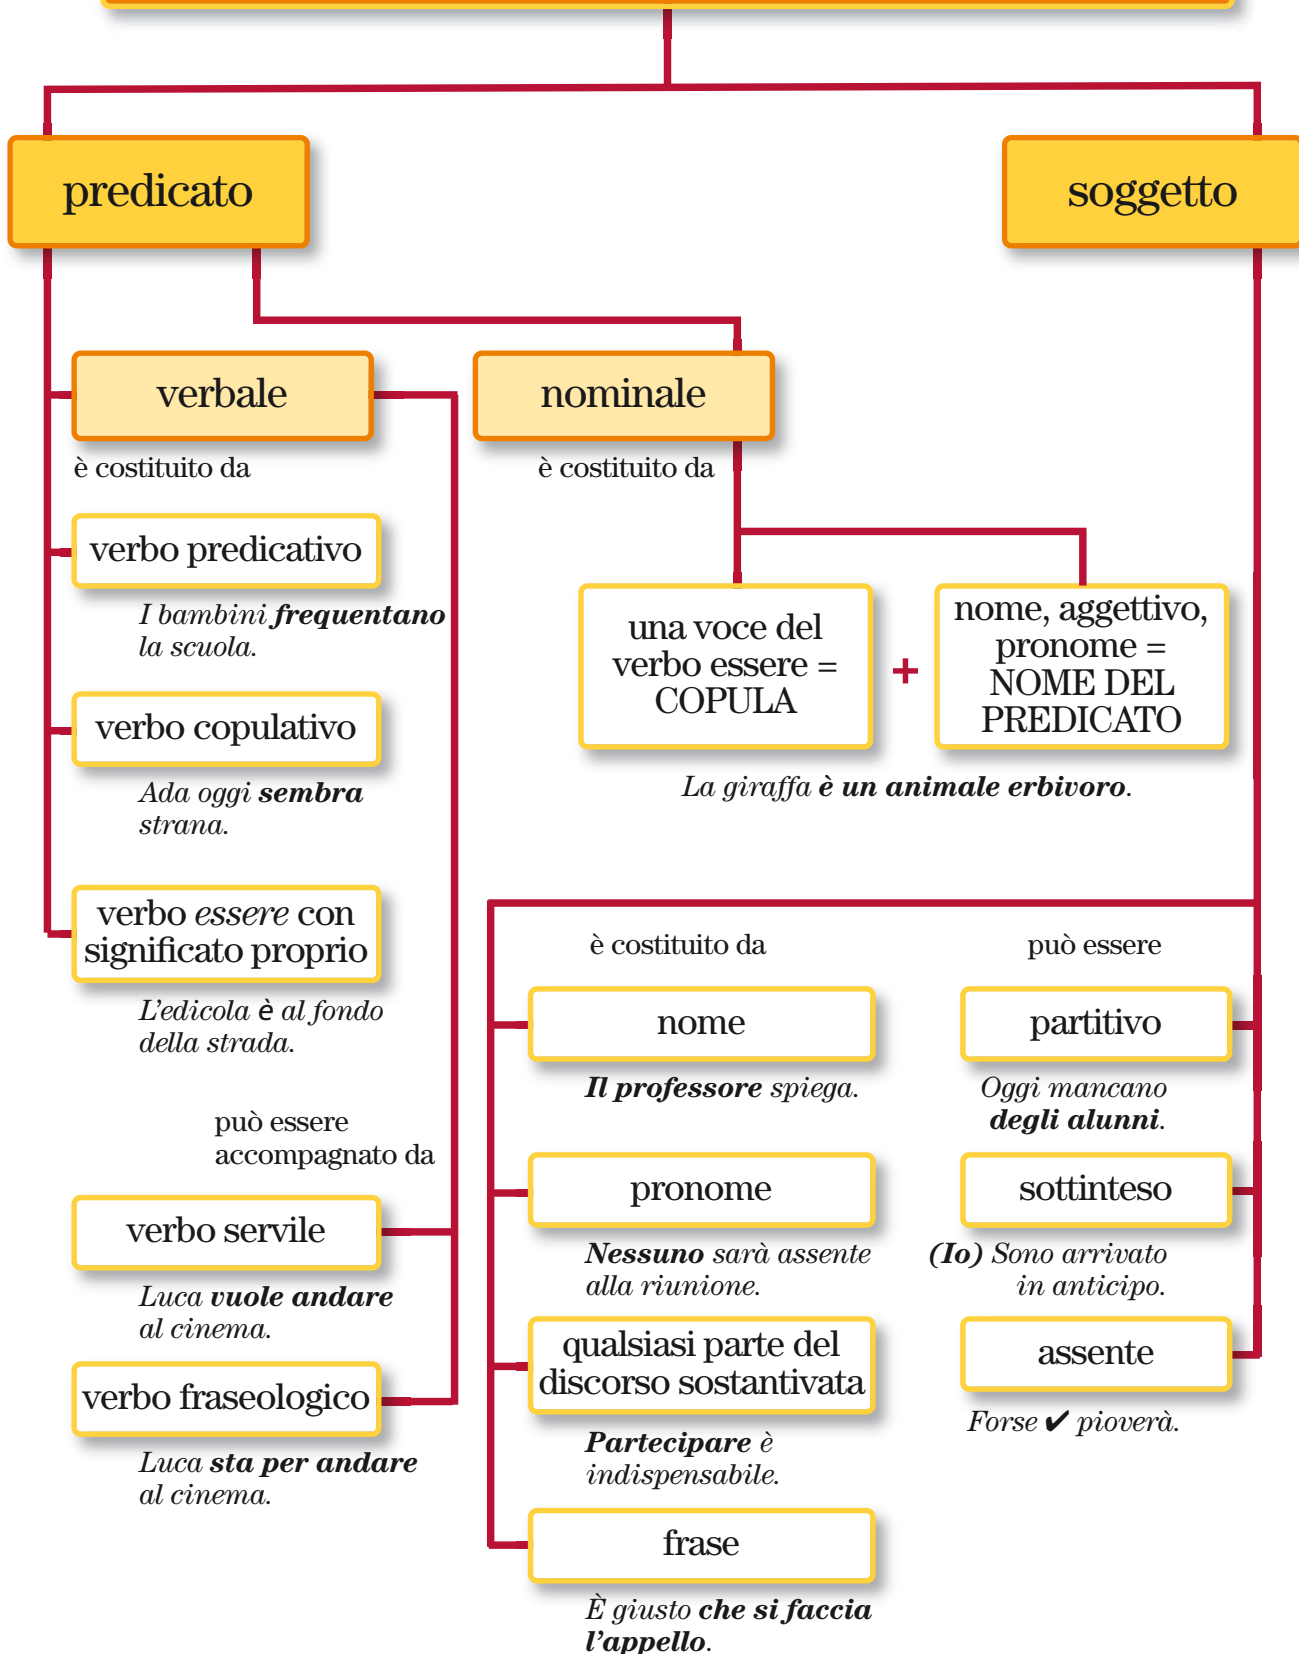 predicato
soggetto
verbale
nominale
è costituito da
è costituito da
verbo predicativo
I bambini frequentano
la scuola.
verbo copulativo
Ada oggi sembra
strana.
verbo essere con
significato proprio
L'edicola è al fondo
della strada.
può essere
accompagnato da
verbo servile
Luca vuole andare
al cinema.
verbo fraseologico
Luca sta per andare
al cinema.
una voce del
verbo essere =
COPULA
+
nome, aggettivo,
pronome =
NOME DEL
PREDICATO
La giraffa è un animale erbivoro.
è costituito da
nome
Il professore spiega.
pronome
Nessuno sarà assente
alla riunione.
qualsiasi parte del
discorso sostantivata
Partecipare è
indispensabile.
frase
È giusto che si faccia
l'appello.
può essere
partitivo
Oggi mancano
degli alunni.
sottinteso
(Io) Sono arrivato
in anticipo.
assente
Forse ✔ pioverà.